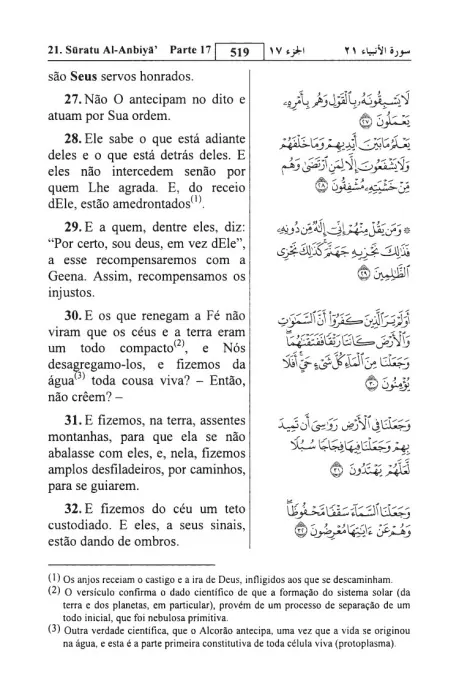 21. Sūratu Al-Anbiyā’ Parte 17 519 الجزء ١٧ سورة الأنبياء ٢١
são Seus servos honrados.
27. Não O antecipam no dito e
atuam por Sua ordem.
28. Ele sabe o que está adiante
deles e o que está detrás deles. E
eles não intercedem senão por
quem Lhe agrada. E, do receio
dEle, estão amedrontados(1).
29. E a quem, dentre eles, diz:
“Por certo, sou deus, em vez dEle”,
a esse recompensaremos com a
Geena. Assim, recompensamos os
injustos.
30. E os que renegam a Fé não
viram que os céus e a terra eram
um todo compacto(2), e Nós
desagregamo-los, e fizemos da
água(3) toda cousa viva? – Então,
não crêem? –
31. E fizemos, na terra, assentes
montanhas, para que ela se não
abalasse com eles, e, nela, fizemos
amplos desfiladeiros, por caminhos,
para se guiarem.
32. E fizemos do céu um teto
custodiado. E eles, a seus sinais,
estão dando de ombros.
لَا يَسْبِقُونَهُۥ بِٱلْقَوْلِ وَهُم بِأَمْرِهِۦ
يَعْمَلُونَ ۝٢٧
يَعْلَمُ مَا بَيْنَ أَيْدِيهِمْ وَمَا خَلْفَهُمْ
وَلَا يَشْفَعُونَ إِلَّا لِمَنِ ٱرْتَضَىٰ وَهُم
مِّنْ خَشْيَتِهِۦ مُشْفِقُونَ ۝٢٨
* وَمَن يَقُلْ مِنْهُمْ إِنِّىٓ إِلَٰهٌ مِّن دُونِهِۦ
فَذَٰلِكَ نَجْزِيهِ جَهَنَّمَ كَذَٰلِكَ نَجْزِى
ٱلظَّٰلِمِينَ ۝٢٩
أَوَلَمْ يَرَ ٱلَّذِينَ كَفَرُوٓا۟ أَنَّ ٱلسَّمَٰوَٰتِ
وَٱلْأَرْضَ كَانَتَا رَتْقًا فَفَتَقْنَٰهُمَا
وَجَعَلْنَا مِنَ ٱلْمَآءِ كُلَّ شَىْءٍ حَىٍّ أَفَلَا
يُؤْمِنُونَ ۝٣٠
وَجَعَلْنَا فِى ٱلْأَرْضِ رَوَٰسِىَ أَن تَمِيدَ
بِهِمْ وَجَعَلْنَا فِيهَا فِجَاجًا سُبُلًا
لَّعَلَّهُمْ يَهْتَدُونَ ۝٣١
وَجَعَلْنَا ٱلسَّمَآءَ سَقْفًا مَّحْفُوظًا
وَهُمْ عَنْ ءَايَٰتِهَا مُعْرِضُونَ ۝٣٢
(1) Os anjos receiam o castigo e a ira de Deus, infligidos aos que se descaminham.
(2) O versículo confirma o dado científico de que a formação do sistema solar (da
terra e dos planetas, em particular), provém de um processo de separação de um
todo inicial, que foi nebulosa primitiva.
(3) Outra verdade científica, que o Alcorão antecipa, uma vez que a vida se originou
na água, e esta é a parte primeira constitutiva de toda célula viva (protoplasma).